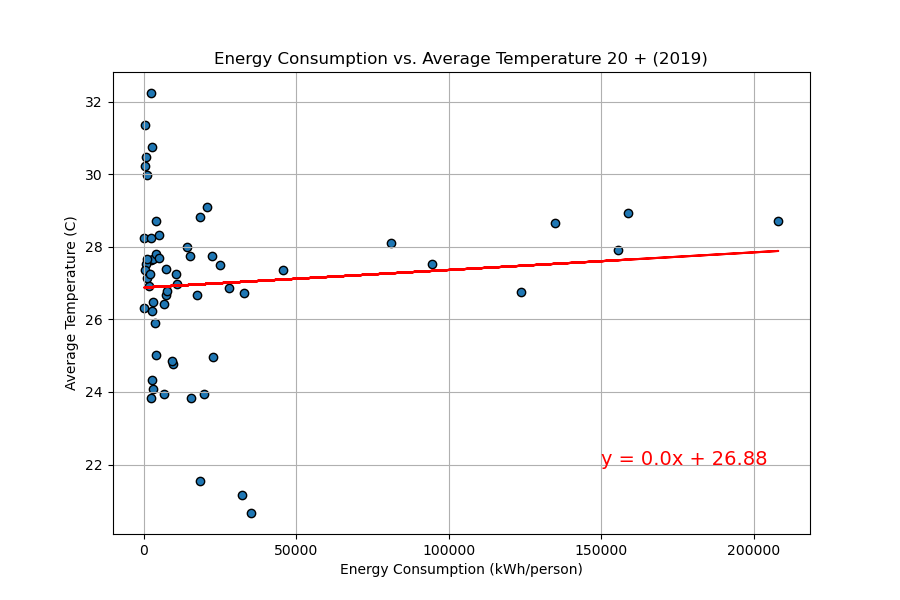 Energy Consumption vs. Average Temperature 20 + (2019)
32
30
28
26
24
22
Average Temperature (C)
y = 0.0x + 26.88
0
50000
100000
150000
200000
Energy Consumption (kWh/person)